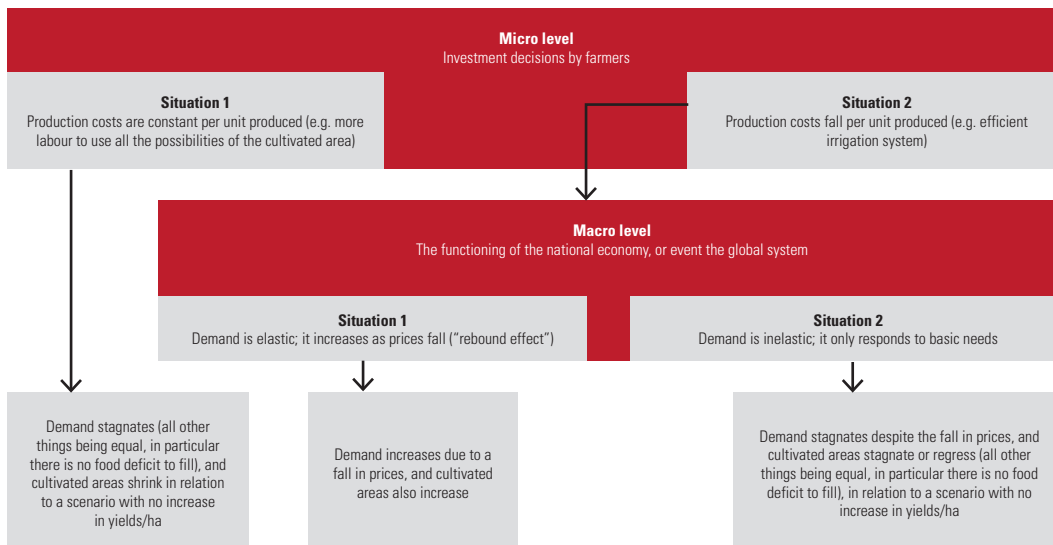 Micro level
Investment decisions by farmers
Situation 1
Production costs are constant per unit produced (e.g. more
labour to use all the possibilities of the cultivated area)
Situation 2
Production costs fall per unit produced (e.g. efficient
irrigation system)
Macro level
The functioning of the national economy, or event the global system
Situation 1
Demand is elastic; it increases as prices fall (“rebound effect”)
Situation 2
Demand is inelastic; it only responds to basic needs
Demand stagnates (all other
things being equal, in particular
there is no food deficit to fill), and
cultivated areas shrink in relation
to a scenario with no increase
in yields/ha
Demand increases due to a
fall in prices, and cultivated
areas also increase
Demand stagnates despite the fall in prices, and
cultivated areas stagnate or regress (all other
things being equal, in particular there is no food
deficit to fill), in relation to a scenario with no
increase in yields/ha